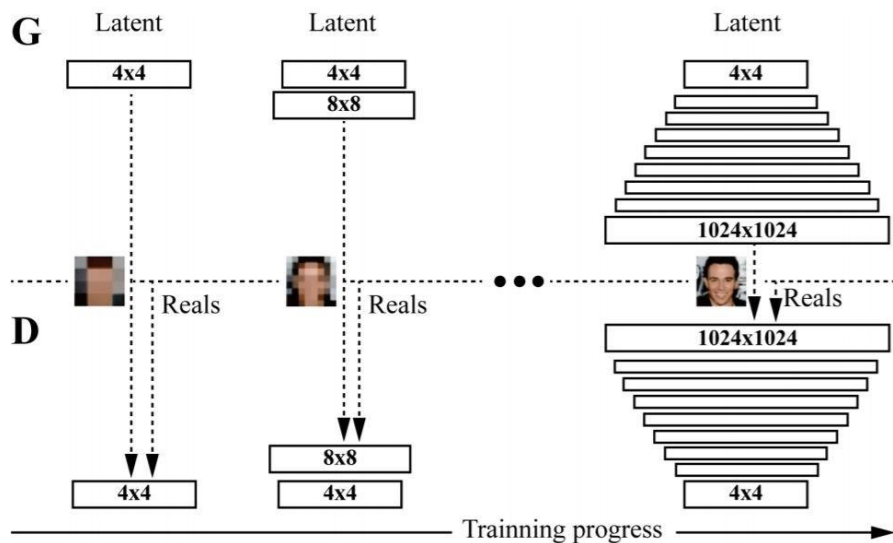 G Latent Latent Latent
4x4 4x4 4x4
8x8
1024x1024
Reals Reals Reals
D
1024x1024
8x8
4x4 4x4 4x4
Trainning progress